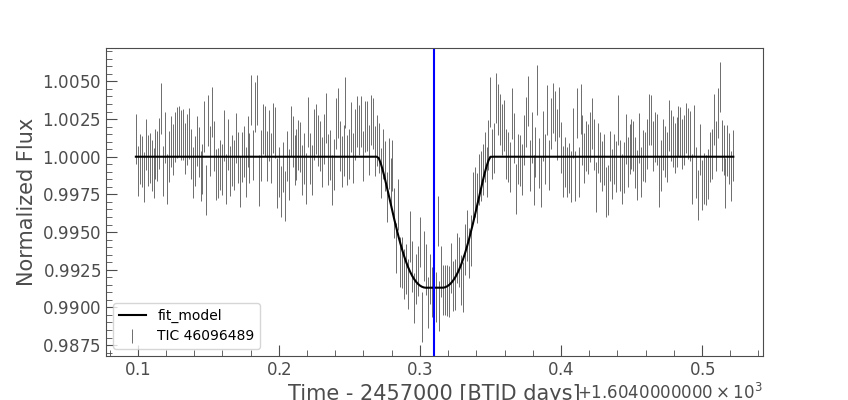 Normalized Flux
1.0050
1.0025
1.0000
0.9975
0.9950
0.9925
0.9900
0.9875
fit_model
TIC 46096489
0.1 0.2 0.3 0.4 0.5
Time - 2457000 [BTJD days]
+1.6040000000 × 10³